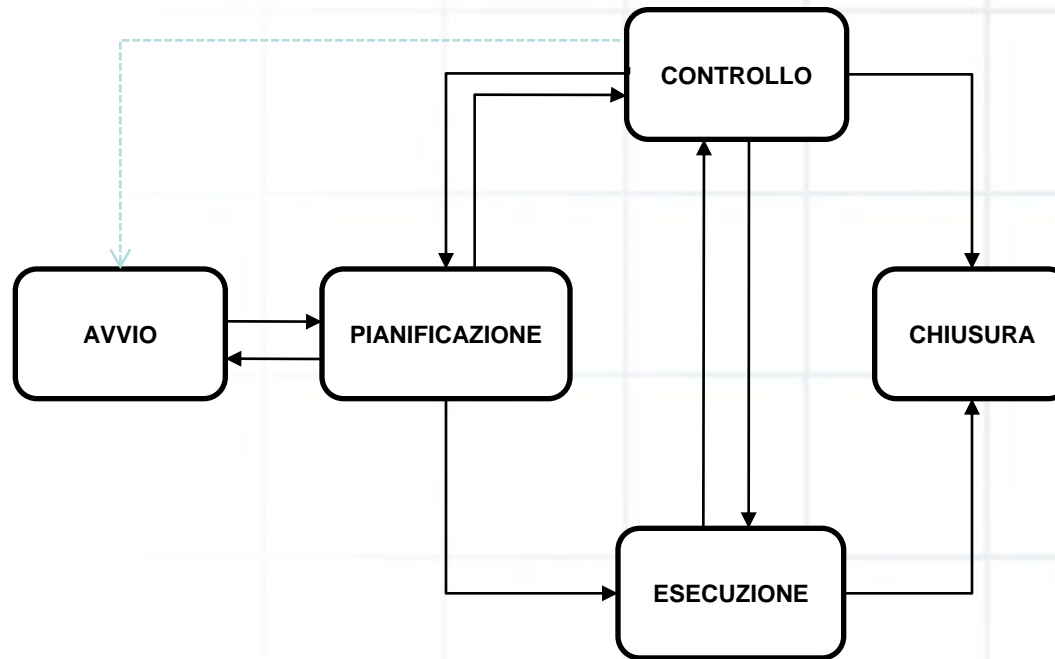 CONTROLLO
AVVIO
PIANIFICAZIONE
CHIUSURA
ESECUZIONE